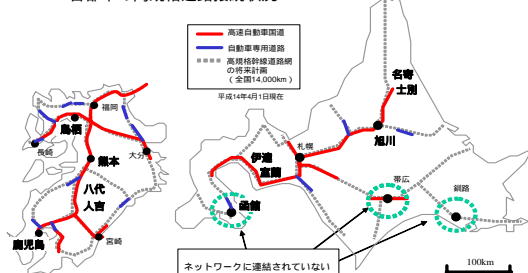 高速自動車国道
自動車専用道路
高規格幹線道路網
の将来計画
(全国14,000km)
平成14年4月1日現在
名寄
士別
旭川
札幌
伊達
室蘭
函館
帯広
釧路
福岡
鳥栖
長崎
大分
熊本
八代
人吉
鹿児島
宮崎
ネットワークに連結されていない
100km